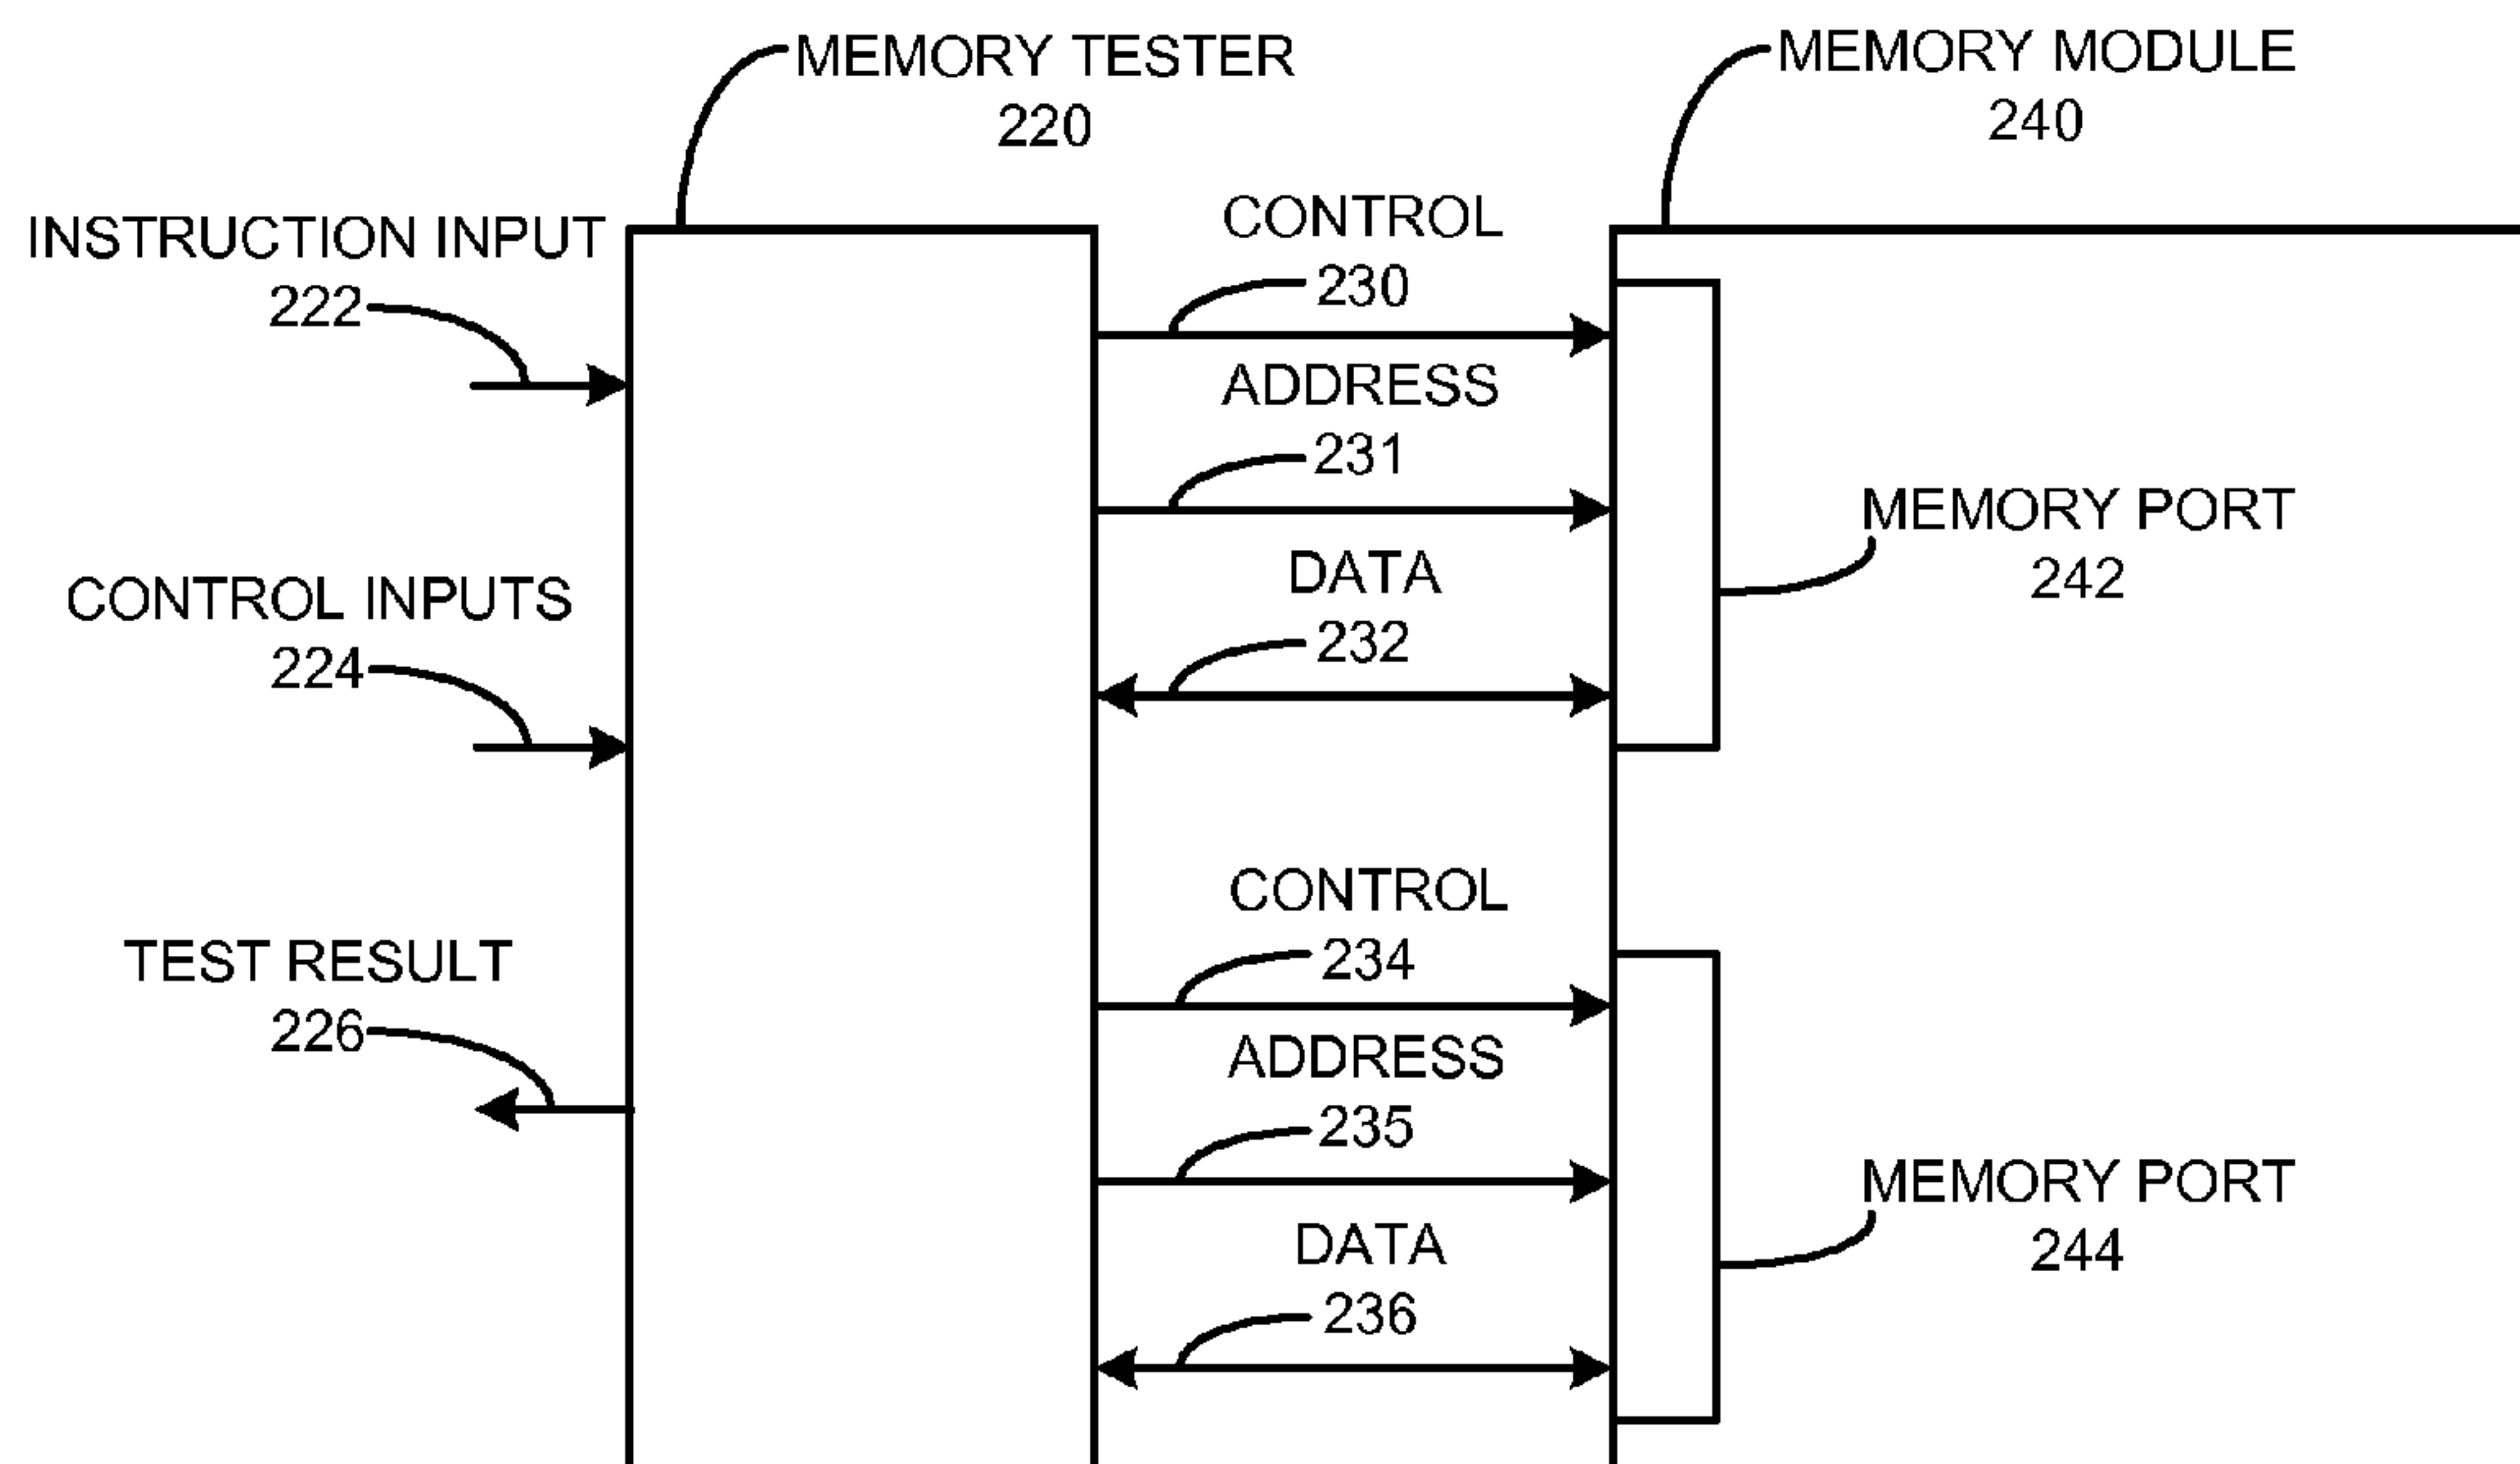 MEMORY TESTER
220
MEMORY MODULE
240
INSTRUCTION INPUT
222
CONTROL
230
ADDRESS
231
DATA
232
MEMORY PORT
242
CONTROL INPUTS
224
CONTROL
234
TEST RESULT
226
ADDRESS
235
DATA
236
MEMORY PORT
244